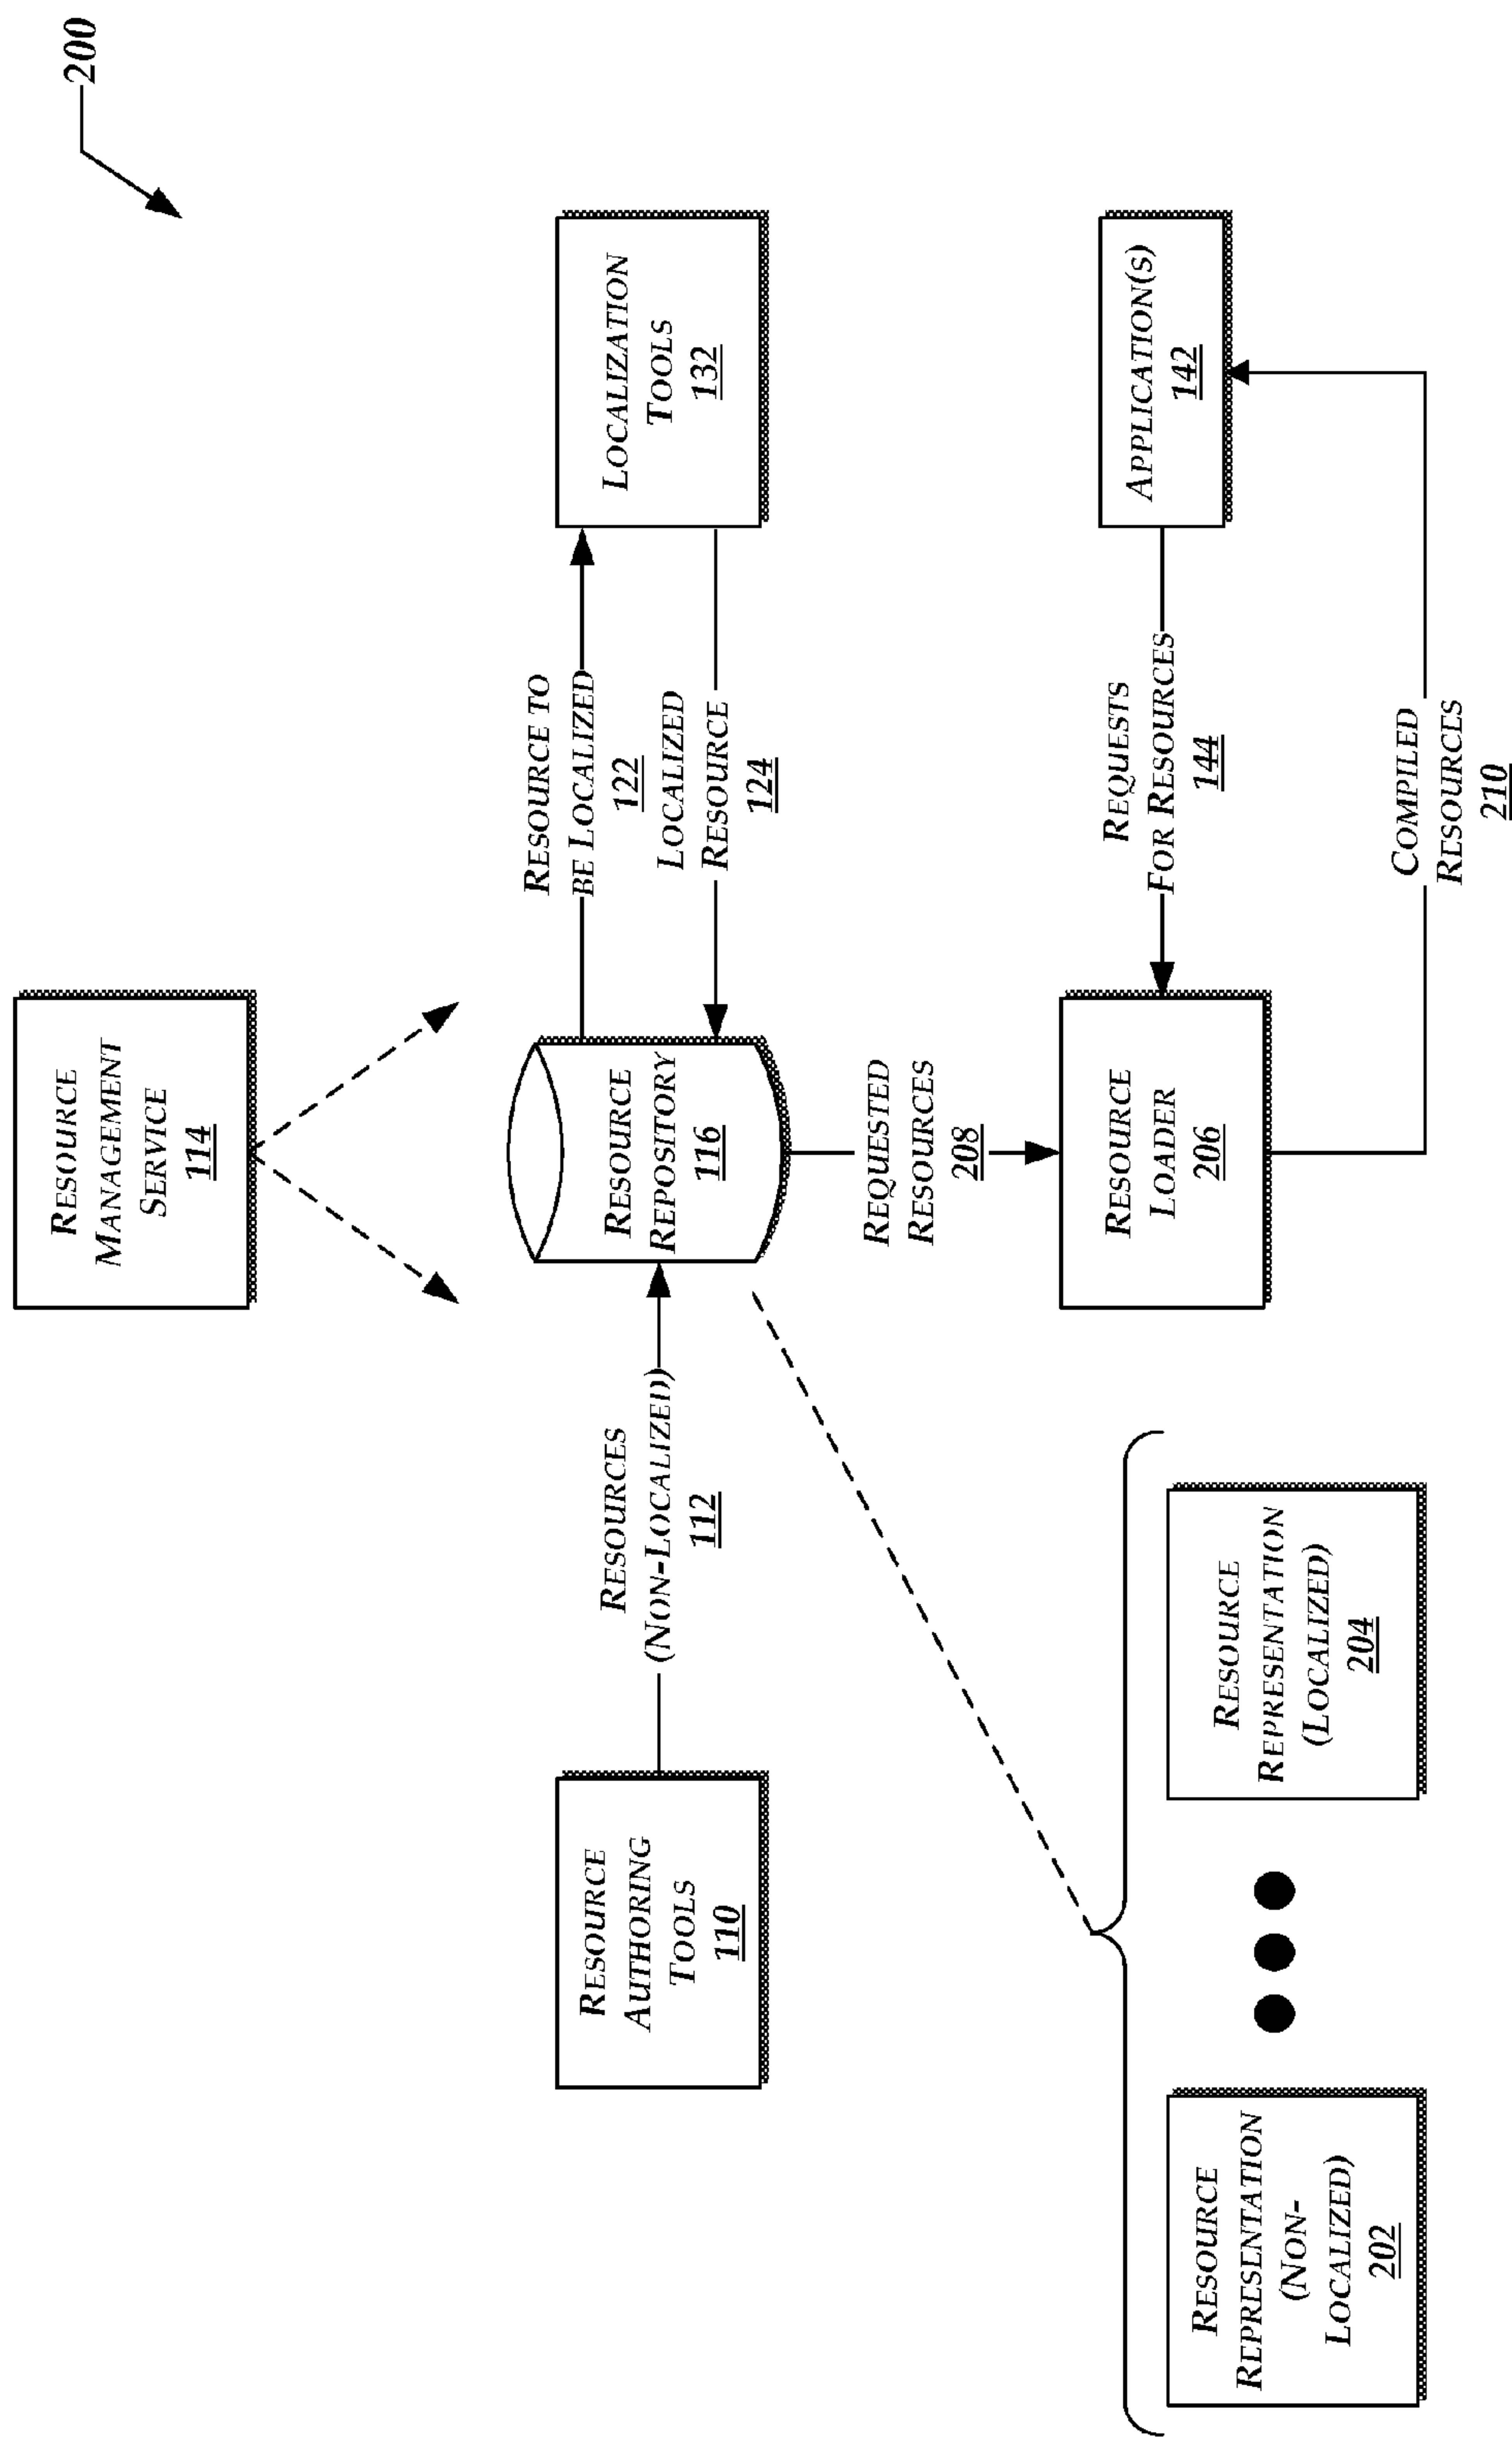 200
RESOURCE
MANAGEMENT
SERVICE
114
RESOURCE
AUTHORING
TOOLS
110
RESOURCES
(NON-LOCALIZED)
112
RESOURCE
REPOSITORY
116
RESOURCE TO
BE LOCALIZED
122
LOCALIZED
RESOURCE
124
LOCALIZATION
TOOLS
132
REQUESTED
RESOURCES
208
RESOURCE
LOADER
206
REQUESTS
FOR RESOURCES
144
APPLICATION(S)
142
COMPILED
RESOURCES
210
RESOURCE
REPRESENTATION
(NON-
LOCALIZED)
202
RESOURCE
REPRESENTATION
(LOCALIZED)
204